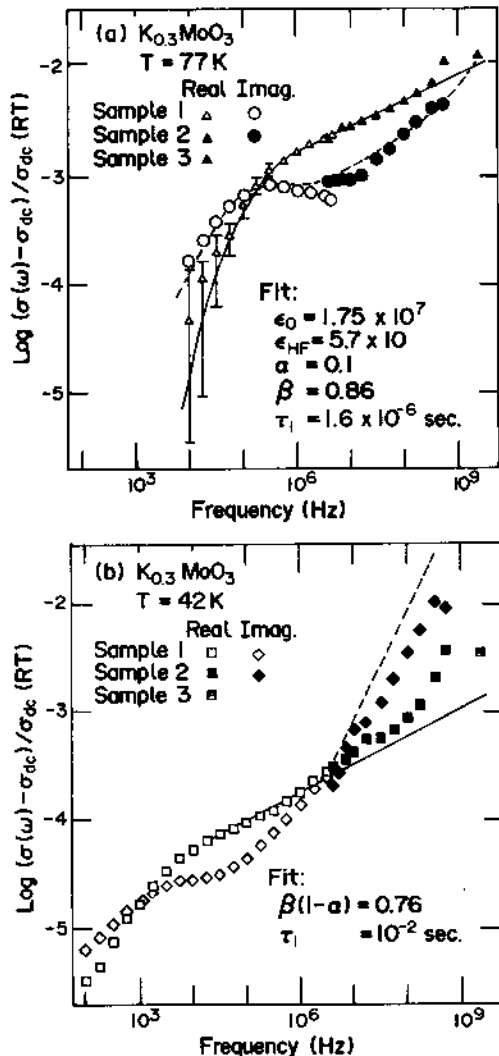 (a) K0.3MoO3
T = 77K
Real Imag.
Sample 1
Sample 2
Sample 3
Log (σ(ω)−σdc)/σdc (RT)
-2
-3
-4
-5
Fit:
ϵ0 = 1.75 x 10^7
ϵHF = 5.7 x 10
α = 0.1
β = 0.86
τ1 = 1.6 x 10^-6 sec.
10^3 10^6 10^9
Frequency (Hz)
(b) K0.3 MoO3
T = 42K
Real Imag.
Sample 1
Sample 2
Sample 3
Log (σ(ω)−σdc)/σdc (RT)
-2
-3
-4
-5
Fit:
β(1-α) = 0.76
τ1 = 10^-2 sec.
10^3 10^6 10^9
Frequency (Hz)